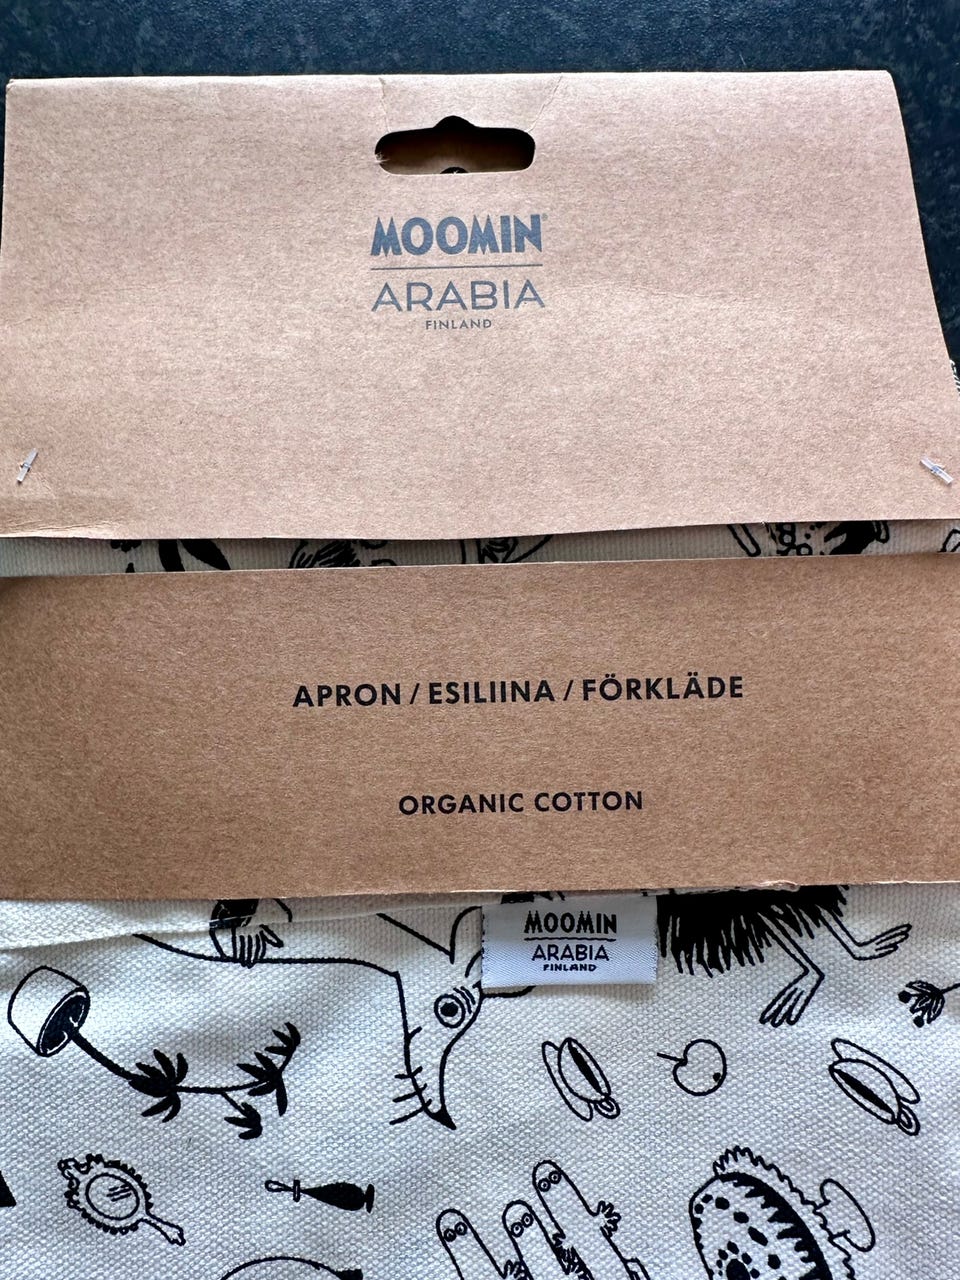 MOOMIN
ARABIA
FINLAND
APRON / ESILIINA / FÖRKLÄDE
ORGANIC COTTON
MOOMIN
ARABIA
FINLAND